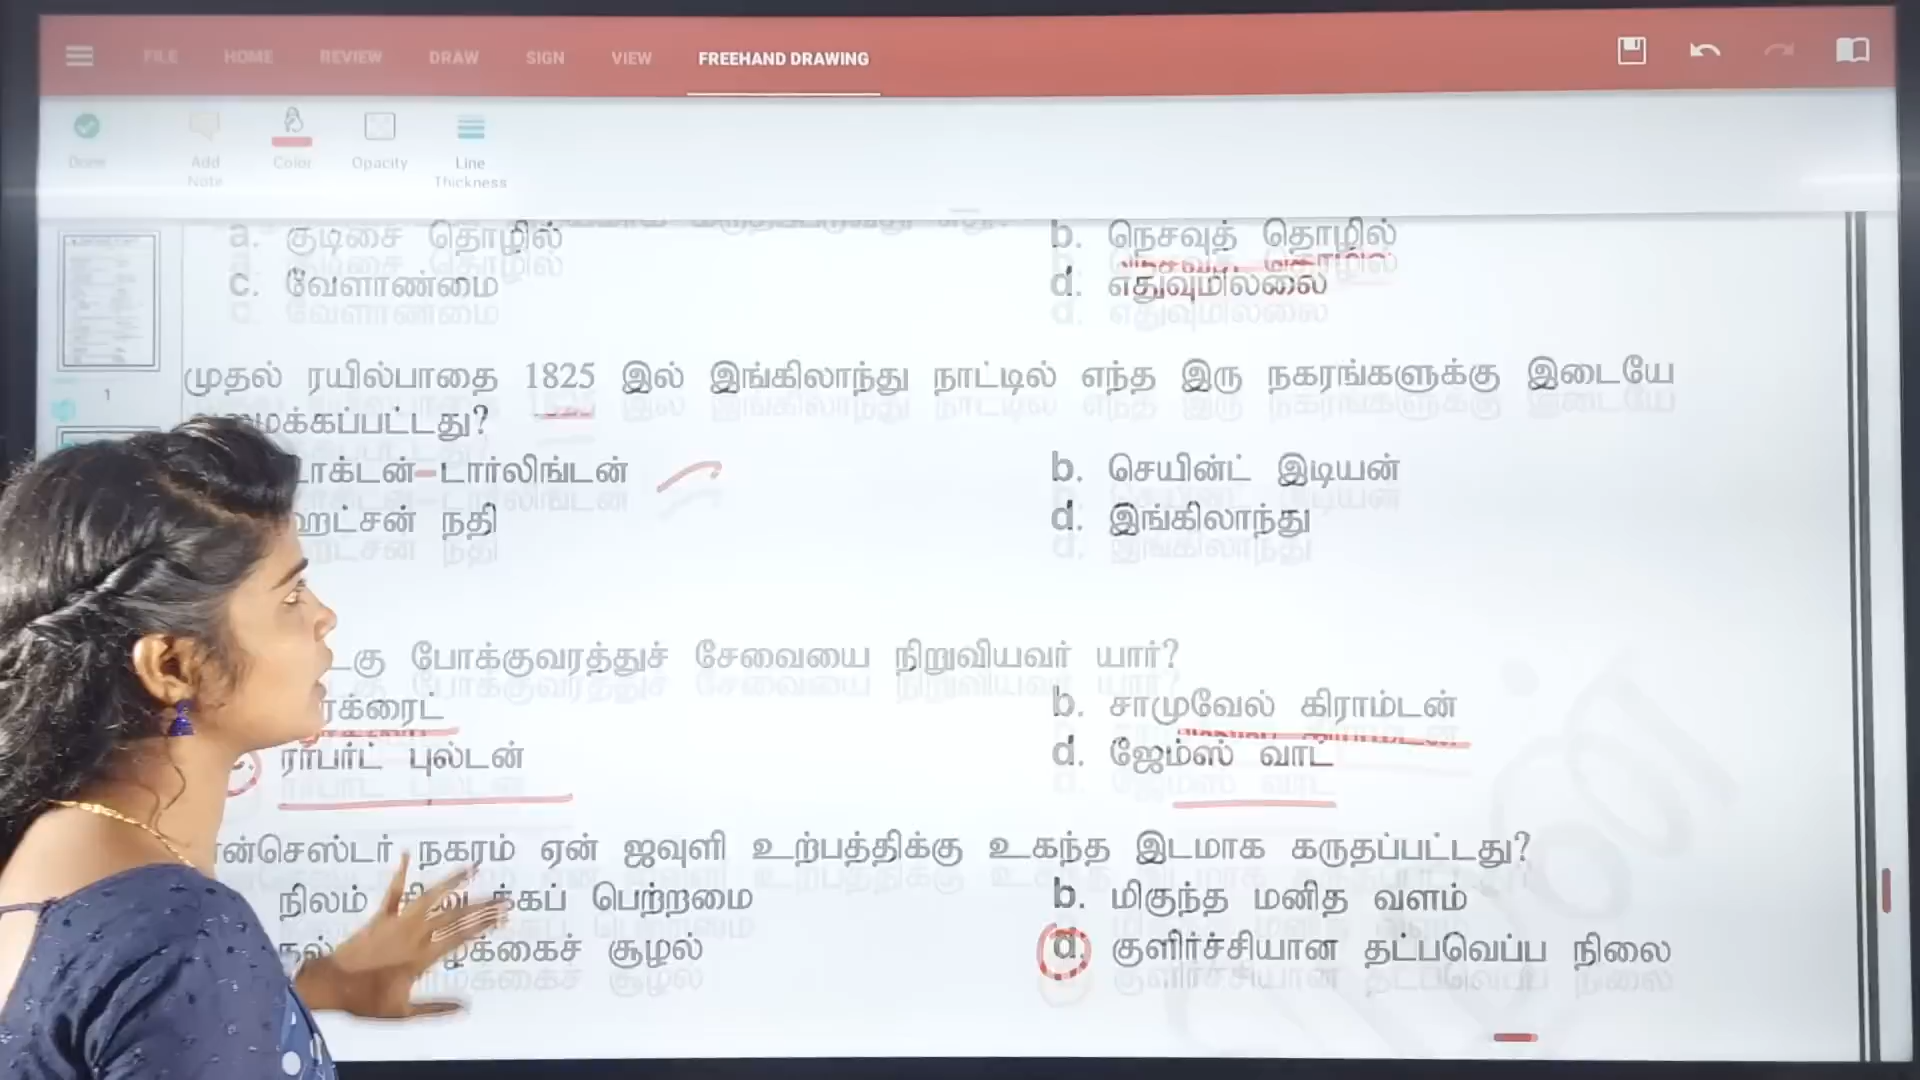 FILE HOME REVIEW DRAW SIGN VIEW FREEHAND DRAWING
Done Add Note Color Opacity Line Thickness
a. குடிசை தொழில் b. நெசவுத் தொழில்
c. வேளாண்மை d. எதுவுமில்லை
1
முதல் ரயில்பாதை 1825 இல் இங்கிலாந்து நாட்டில் எந்த இரு நகரங்களுக்கு இடையே
மைக்கப்பட்டது?
டாக்டன்-டார்லிங்டன் b. செயின்ட் இடியன்
ஹட்சன் நதி d. இங்கிலாந்து
போக்குவரத்துச் சேவையை நிறுவியவர் யார்?
ர்க்ரைட் b. சாமுவேல் கிராம்டன்
ராபர்ட் புல்டன் d. ஜேம்ஸ் வாட்
ான்செஸ்டர் நகரம் ஏன் ஜவுளி உற்பத்திக்கு உகந்த இடமாக கருதப்பட்டது?
நிலம் கிடைக்கப் பெற்றமை b. மிகுந்த மனித வளம்
சூழல் d. குளிர்ச்சியான தட்பவெப்ப நிலை